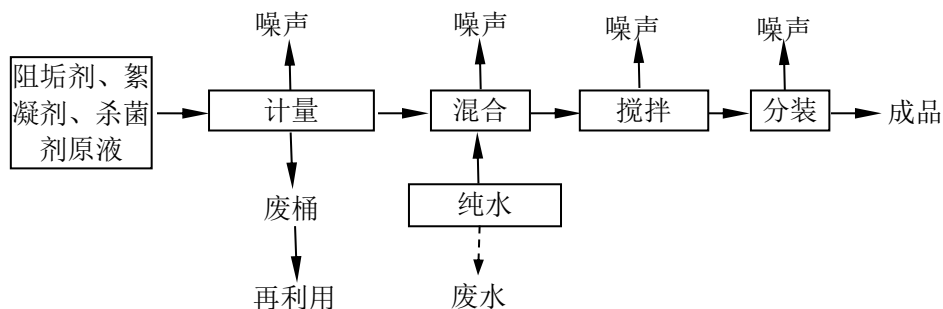 噪声
噪声
噪声
噪声
阻垢剂、絮
凝剂、杀菌
剂原液
计量
混合
搅拌
分装
成品
废桶
纯水
再利用
废水